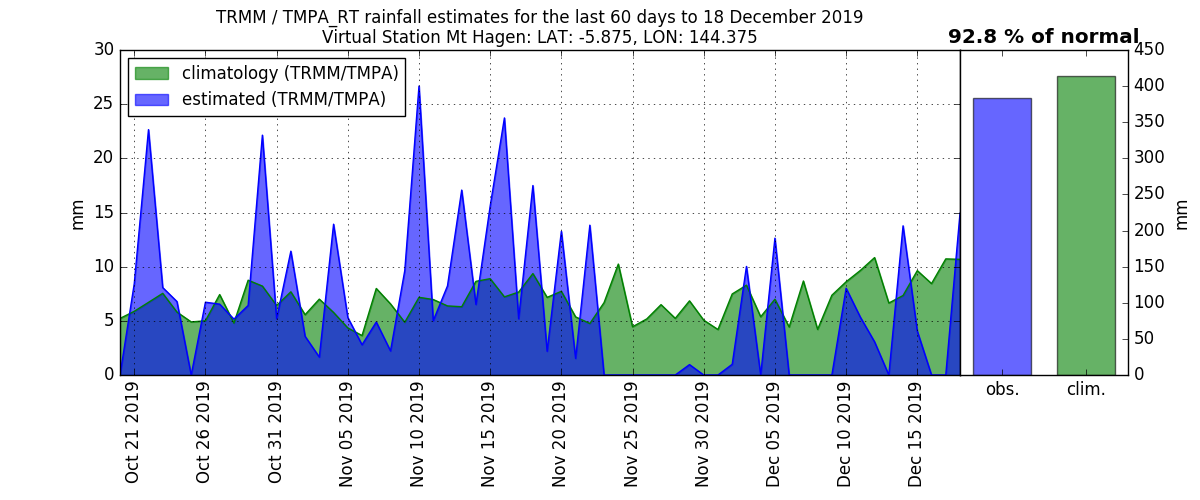 TRMM / TMPA_RT rainfall estimates for the last 60 days to 18 December 2019
Virtual Station Mt Hagen: LAT: -5.875, LON: 144.375
92.8 % of normal
climatology (TRMM/TMPA)
estimated (TRMM/TMPA)
30
25
20
15
10
5
0
mm
Oct 21 2019
Oct 26 2019
Oct 31 2019
Nov 05 2019
Nov 10 2019
Nov 15 2019
Nov 20 2019
Nov 25 2019
Nov 30 2019
Dec 05 2019
Dec 10 2019
Dec 15 2019
obs.
clim.
450
400
350
300
250
200
150
100
50
0
mm